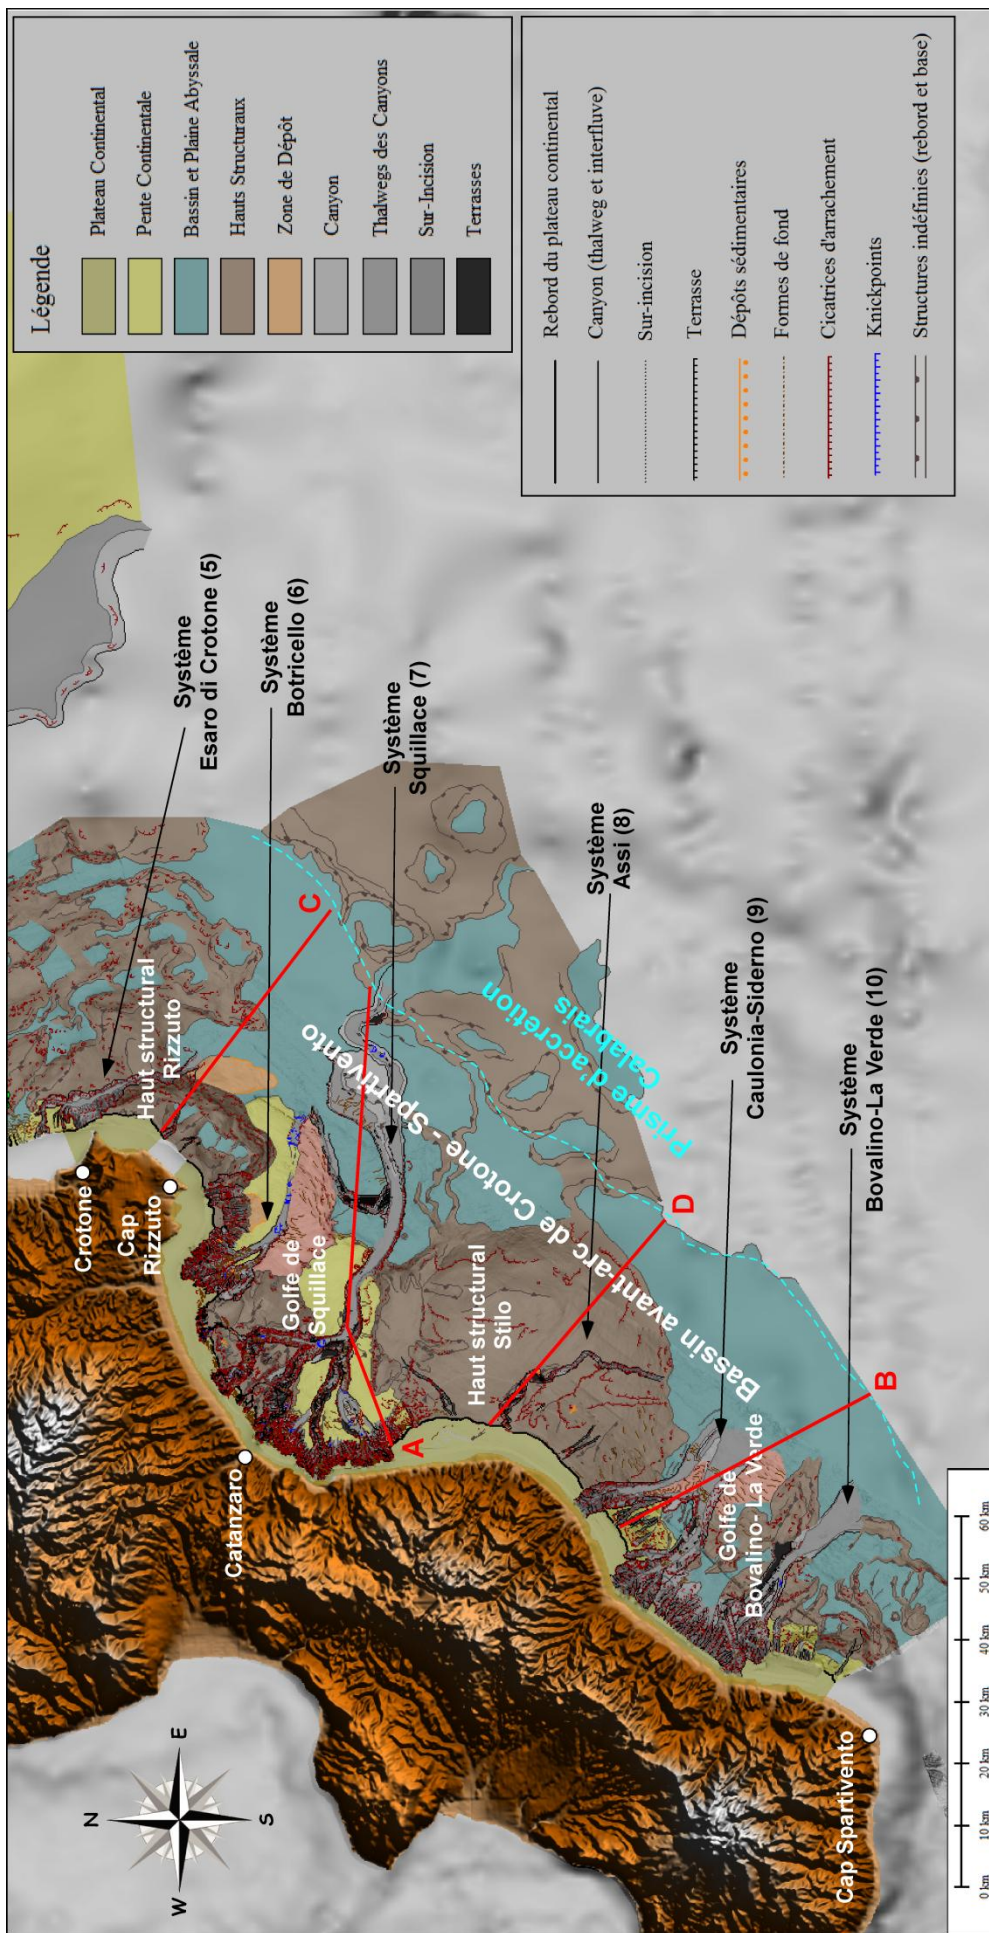 Légende
Plateau Continental
Pente Continentale
Bassin et Plaine Abyssale
Hauts Structuraux
Zone de Dépôt
Canyon
Thalwegs des Canyons
Sur-Incision
Terrasses
Rebord du plateau continental
Canyon (thalweg et interfluve)
Sur-incision
Terrasse
Dépôts sédimentaires
Formes de fond
Cicatrices d'arrachement
Knickpoints
Structures indéfinies (rebord et base)
N
E
S
W
Crotone
Cap
Rizzuto
Catanzaro
Cap Spartivento
Haut structural
Rizzuto
Système
Esaro di Crotone (5)
Système
Botricello (6)
Système
Squillace (7)
Système
Assi (8)
Système
Caulonia-Siderno (9)
Système
Bovalino-La Verde (10)
Golfe de
Squillace
Haut structural
Stilo
Golfe de
Bovalino- La Verde
Bassin avant-arc de Crotone - Spartivento
Prisme d'accrétion
Calabrais
A
B
C
D
0 km
10 km
20 km
30 km
40 km
50 km
60 km